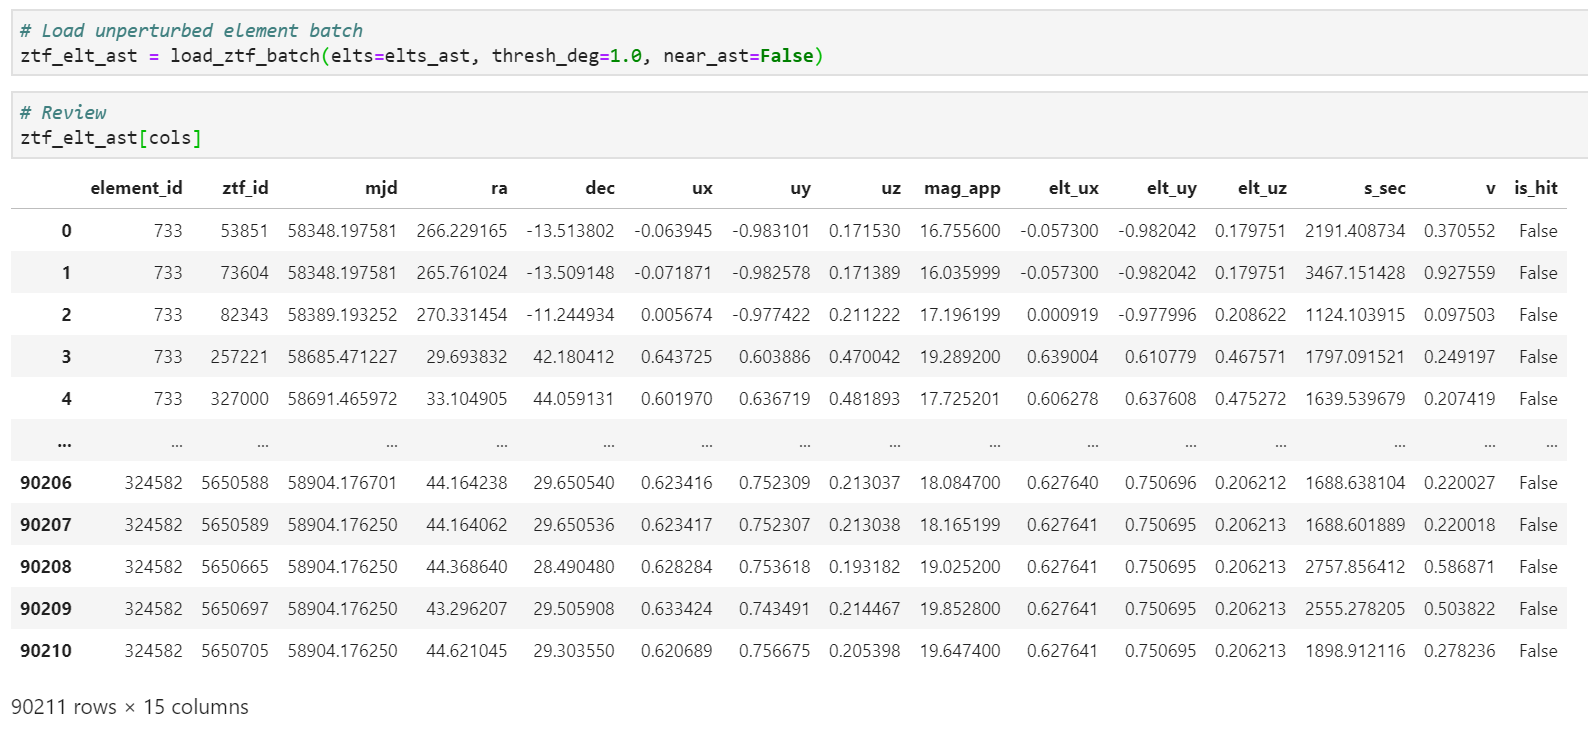 # Load unperturbed element batch
ztf_elt_ast = load_ztf_batch(elts=elts_ast, thresh_deg=1.0, near_ast=False)
# Review
ztf_elt_ast[cols]
element_id ztf_id mjd ra dec ux uy uz mag_app elt_ux elt_uy elt_uz s_sec v is_hit
0 733 53851 58348.197581 266.229165 -13.513802 -0.063945 -0.983101 0.171530 16.755600 -0.057300 -0.982042 0.179751 2191.408734 0.370552 False
1 733 73604 58348.197581 265.761024 -13.509148 -0.071871 -0.982578 0.171389 16.035999 -0.057300 -0.982042 0.179751 3467.151428 0.927559 False
2 733 82343 58389.193252 270.331454 -11.244934 0.005674 -0.977422 0.211222 17.196199 0.000919 -0.977996 0.208622 1124.103915 0.097503 False
3 733 257221 58685.471227 29.693832 42.180412 0.643725 0.603886 0.470042 19.289200 0.639004 0.610779 0.467571 1797.091521 0.249197 False
4 733 327000 58691.465972 33.104905 44.059131 0.601970 0.636719 0.481893 17.725201 0.606278 0.637608 0.475272 1639.539679 0.207419 False
... ... ... ... ... ... ... ... ... ... ... ... ... ... ... ...
90206 324582 5650588 58904.176701 44.164238 29.650540 0.623416 0.752309 0.213037 18.084700 0.627640 0.750696 0.206212 1688.638104 0.220027 False
90207 324582 5650589 58904.176250 44.164062 29.650536 0.623417 0.752307 0.213038 18.165199 0.627641 0.750695 0.206213 1688.601889 0.220018 False
90208 324582 5650665 58904.176250 44.368640 28.490480 0.628284 0.753618 0.193182 19.025200 0.627641 0.750695 0.206213 2757.856412 0.586871 False
90209 324582 5650697 58904.176250 43.296207 29.505908 0.633424 0.743491 0.214467 19.852800 0.627641 0.750695 0.206213 2555.278205 0.503822 False
90210 324582 5650705 58904.176250 44.621045 29.303550 0.620689 0.756675 0.205398 19.647400 0.627641 0.750695 0.206213 1898.912116 0.278236 False
90211 rows × 15 columns